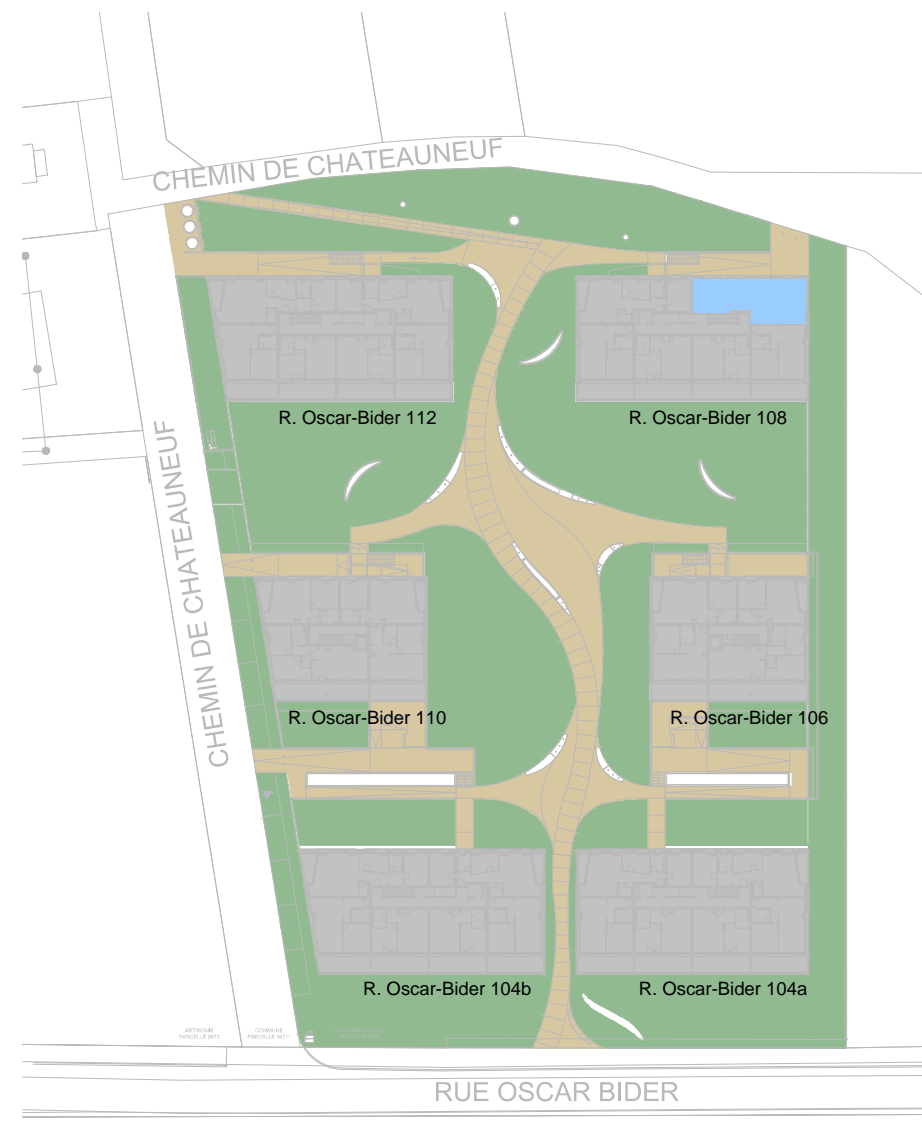 CHEMIN DE CHATEAUNEUF
R. Oscar-Bider 112
R. Oscar-Bider 108
CHEMIN DE CHATEAUNEUF
R. Oscar-Bider 110
R. Oscar-Bider 106
R. Oscar-Bider 104b
R. Oscar-Bider 104a
COMMUNE
RUE OSCAR BIDER